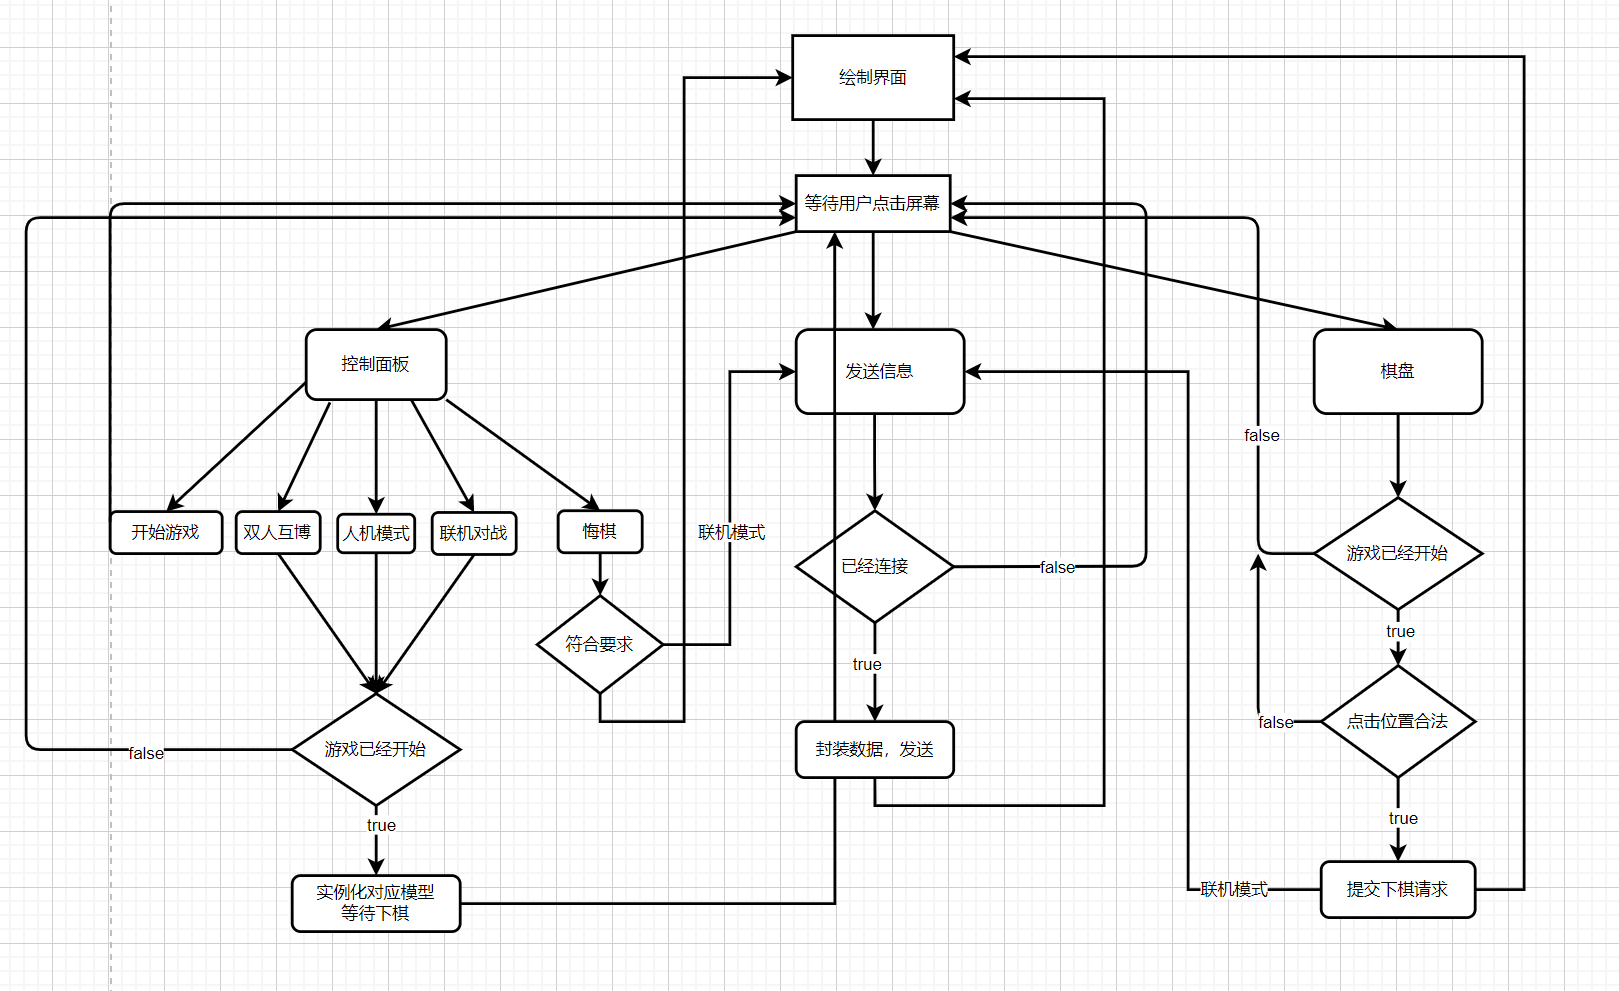 绘制界面
等待用户点击屏幕
控制面板
发送信息
棋盘
false
开始游戏
双人互博
人机模式
联机对战
悔棋
联机模式
已经连接
false
游戏已经开始
true
符合要求
true
点击位置合法
false
游戏已经开始
false
封装数据，发送
true
true
实例化对应模型
等待下棋
联机模式
提交下棋请求